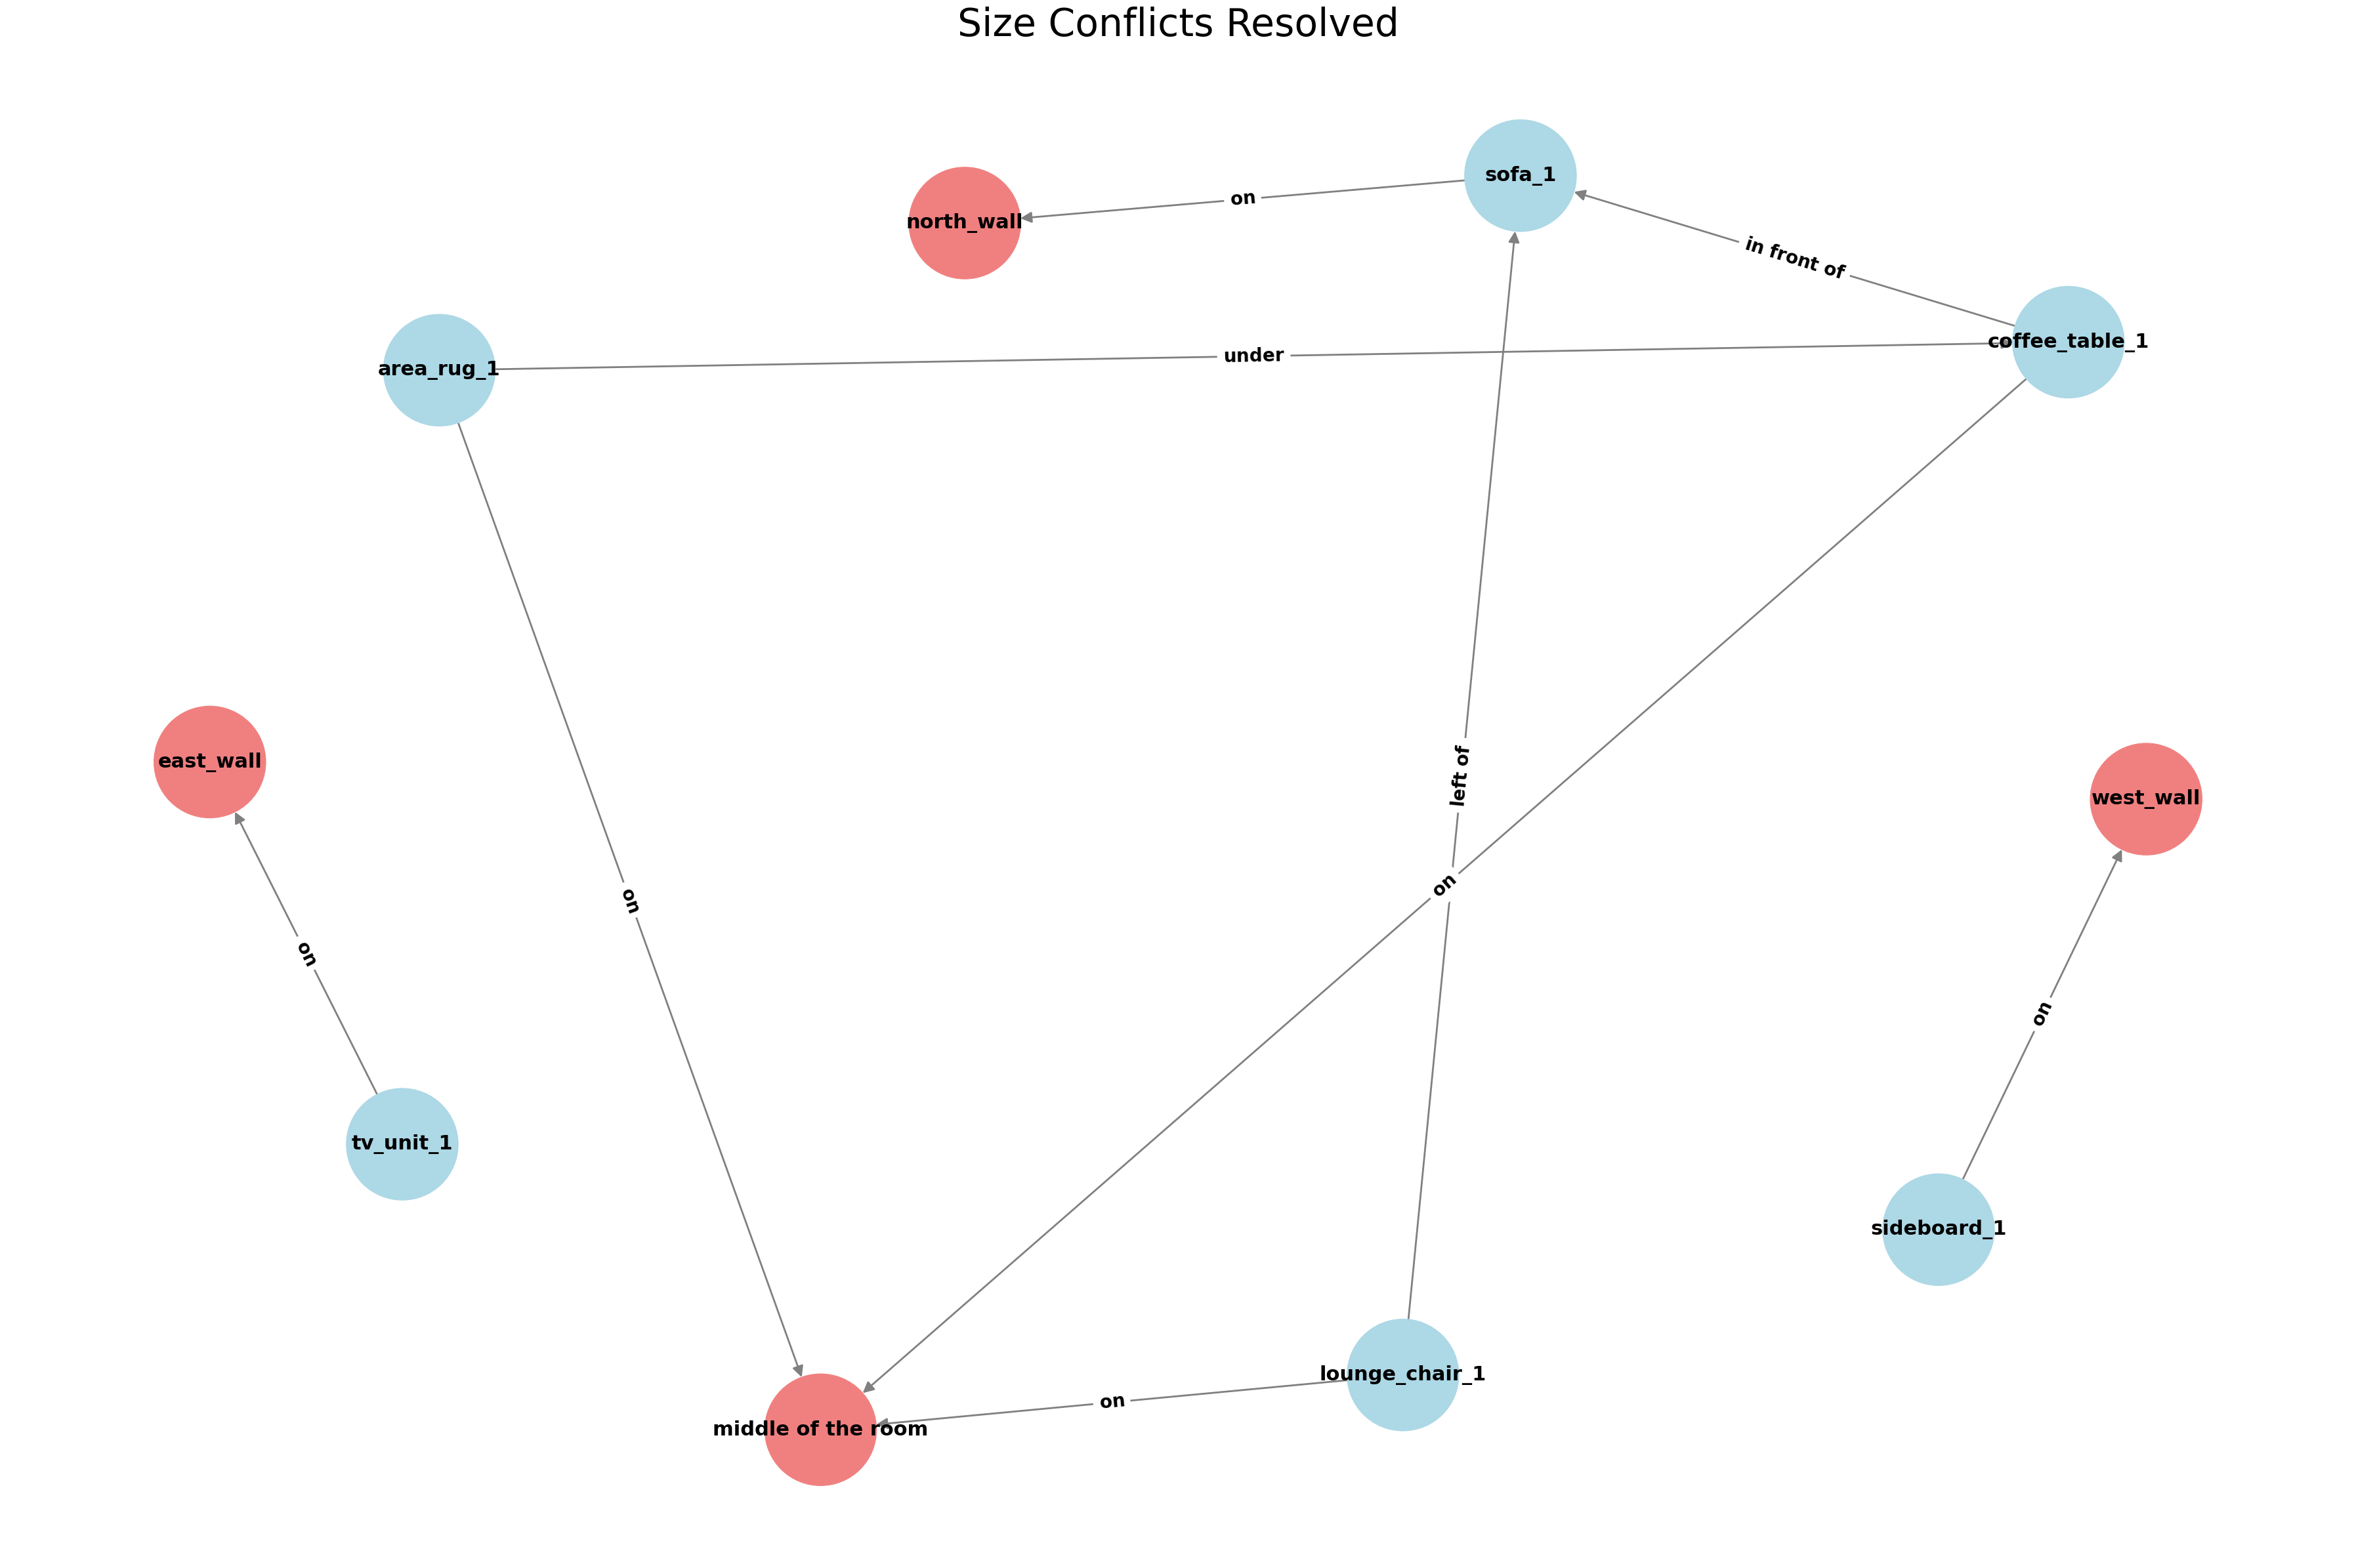 Size Conflicts Resolved
sofa_1
on
north_wall
in front of
coffee_table_1
under
area_rug_1
east_wall
left of
west_wall
on
on
on
on
tv_unit_1
sideboard_1
lounge_chair_1
on
middle of the room